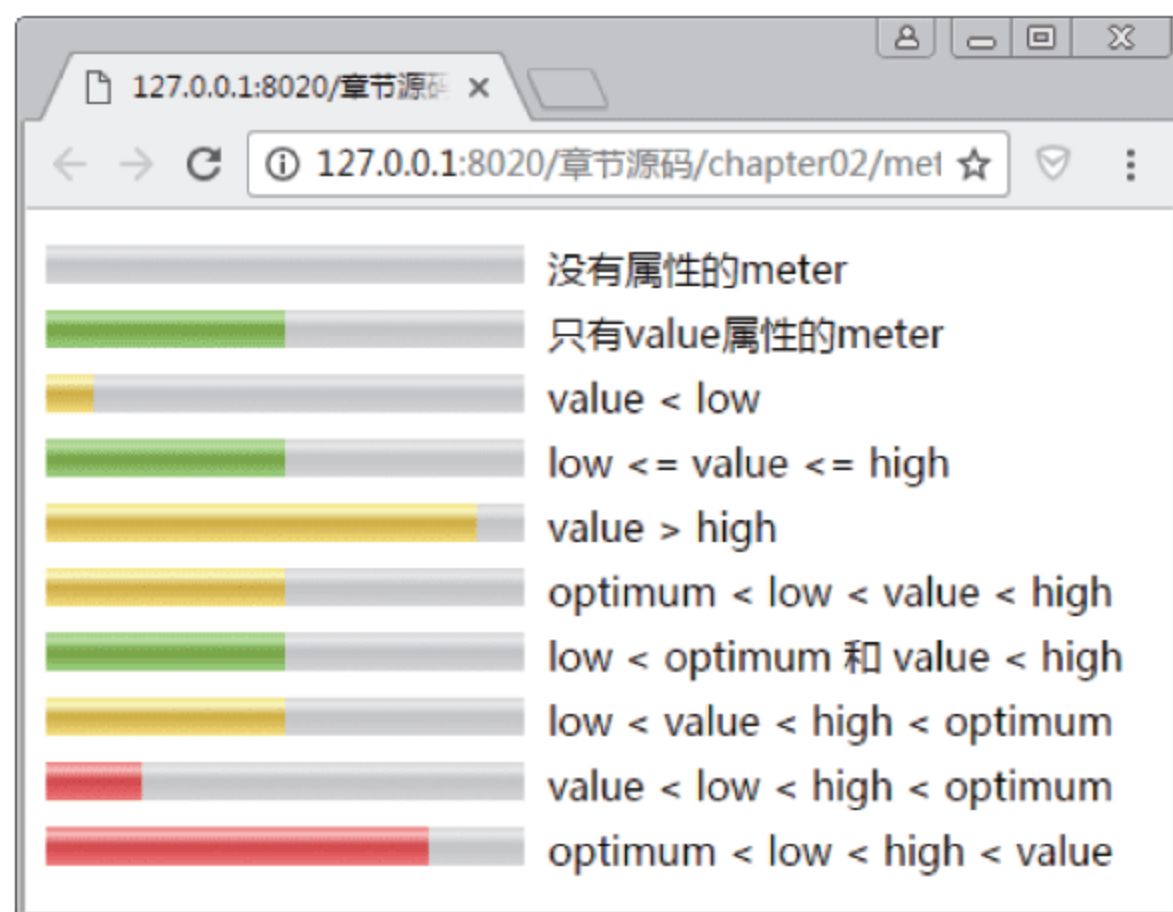 127.0.0.1:8020/章节源码
127.0.0.1:8020/章节源码/chapter02/met
没有属性的meter
只有value属性的meter
value < low
low <= value <= high
value > high
optimum < low < value < high
low < optimum 和 value < high
low < value < high < optimum
value < low < high < optimum
optimum < low < high < value